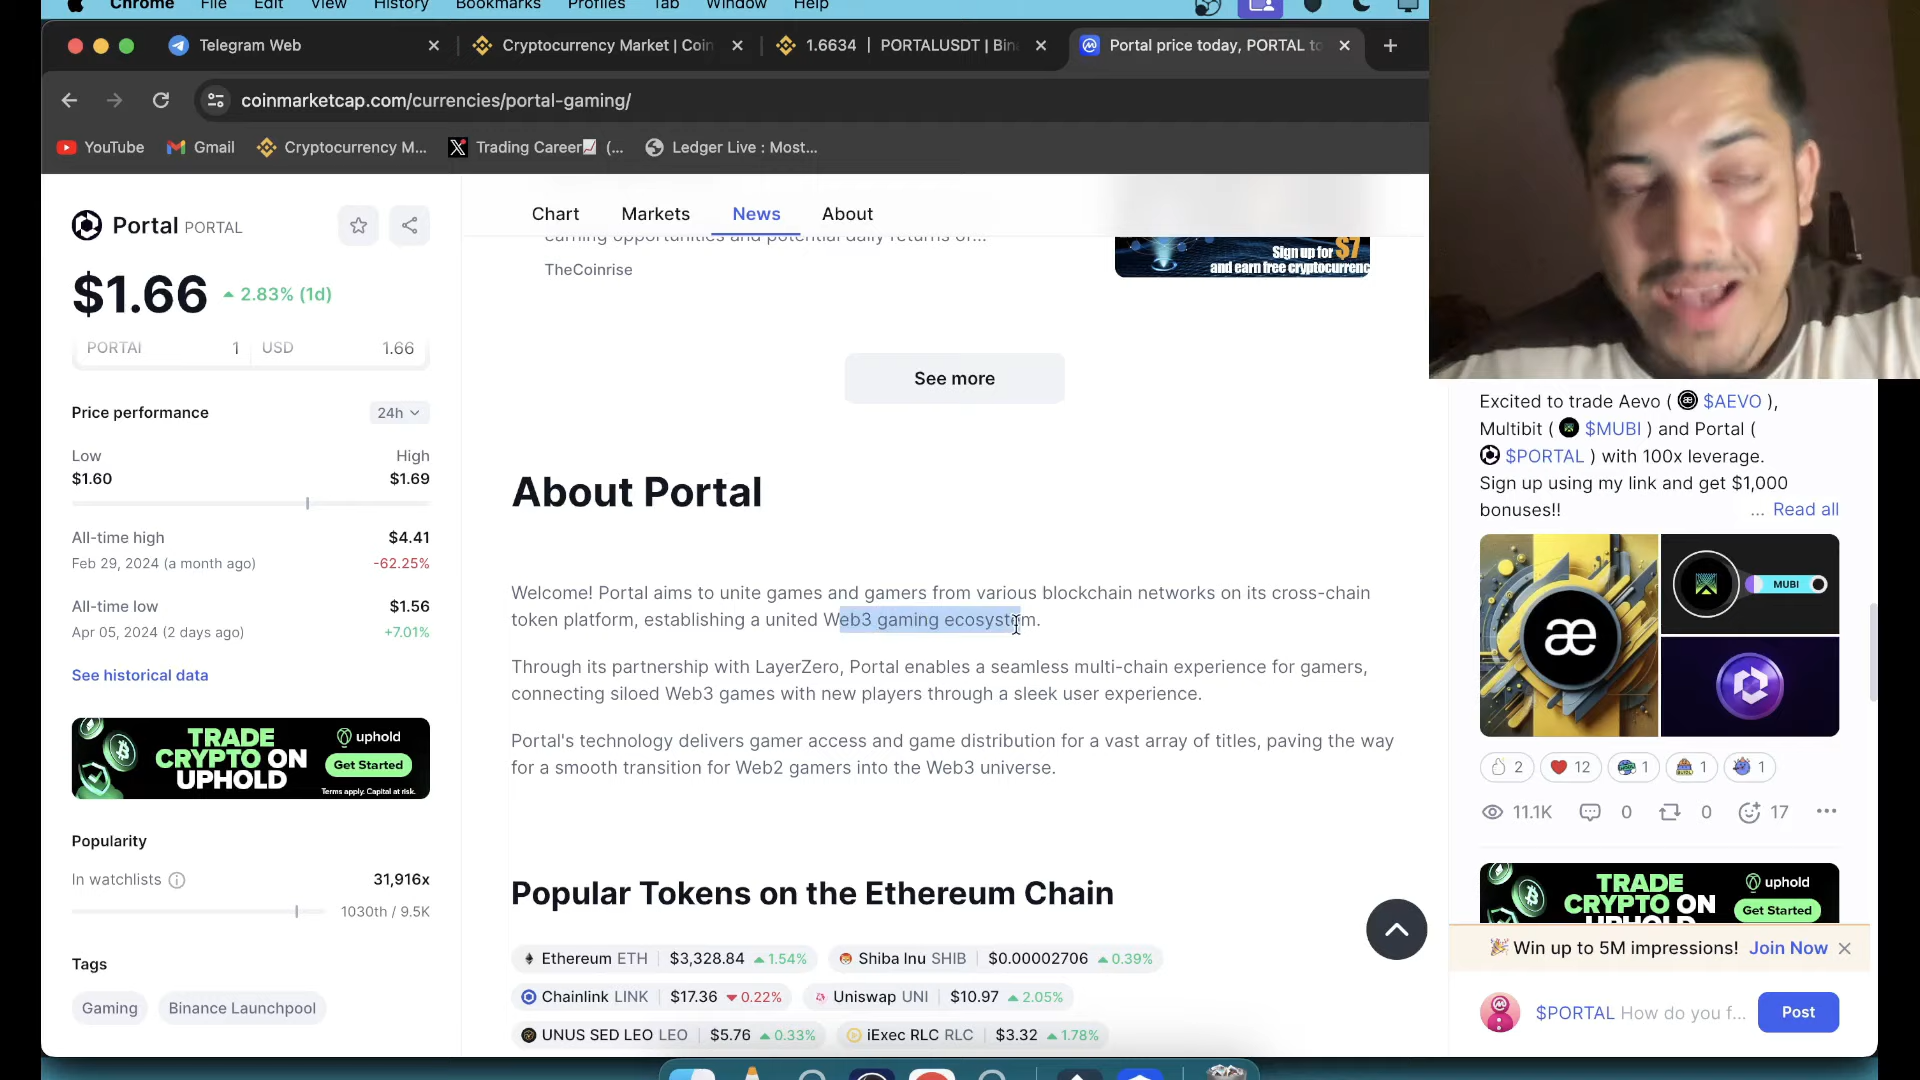 Chrome File Edit View History Bookmarks Profiles Tab Window Help
Telegram Web
Cryptocurrency Market | Coin
1.6634 | PORTALUSDT | Bin
Portal price today, PORTAL to
coinmarketcap.com/currencies/portal-gaming/
YouTube
Gmail
Cryptocurrency M...
Trading Career📈 (...
Ledger Live : Most...
Portal PORTAL
$1.66 2.83% (1d)
PORTAL 1 USD 1.66
Price performance 24h
Low High
$1.60 $1.69
All-time high $4.41
Feb 29, 2024 (a month ago) -62.25%
All-time low $1.56
Apr 05, 2024 (2 days ago) +7.01%
See historical data
TRADE CRYPTO ON UPHOLD
uphold
Get Started
Terms apply. Capital at risk.
Popularity
In watchlists 31,916x
1030th / 9.5K
Tags
Gaming
Binance Launchpool
Chart Markets News About
earning opportunities and potential daily returns of...
TheCoinrise
Sign up for $7
and earn free cryptocurrenc
See more
About Portal
Welcome! Portal aims to unite games and gamers from various blockchain networks on its cross-chain
token platform, establishing a united Web3 gaming ecosystem.
Through its partnership with LayerZero, Portal enables a seamless multi-chain experience for gamers,
connecting siloed Web3 games with new players through a sleek user experience.
Portal's technology delivers gamer access and game distribution for a vast array of titles, paving the way
for a smooth transition for Web2 gamers into the Web3 universe.
Popular Tokens on the Ethereum Chain
Ethereum ETH $3,328.84 1.54%
Shiba Inu SHIB $0.00002706 0.39%
Chainlink LINK $17.36 0.22%
Uniswap UNI $10.97 2.05%
UNUS SED LEO LEO $5.76 0.33%
iExec RLC RLC $3.32 1.78%
Excited to trade Aevo ( $AEVO ),
Multibit ( $MUBI ) and Portal (
$PORTAL ) with 100x leverage.
Sign up using my link and get $1,000
bonuses!! ... Read all
æ
MUBI
2 12 1 1 1
11.1K 0 0 17
TRADE CRYPTO ON UPHOLD
uphold
Get Started
Win up to 5M impressions! Join Now
$PORTAL How do you f...
Post